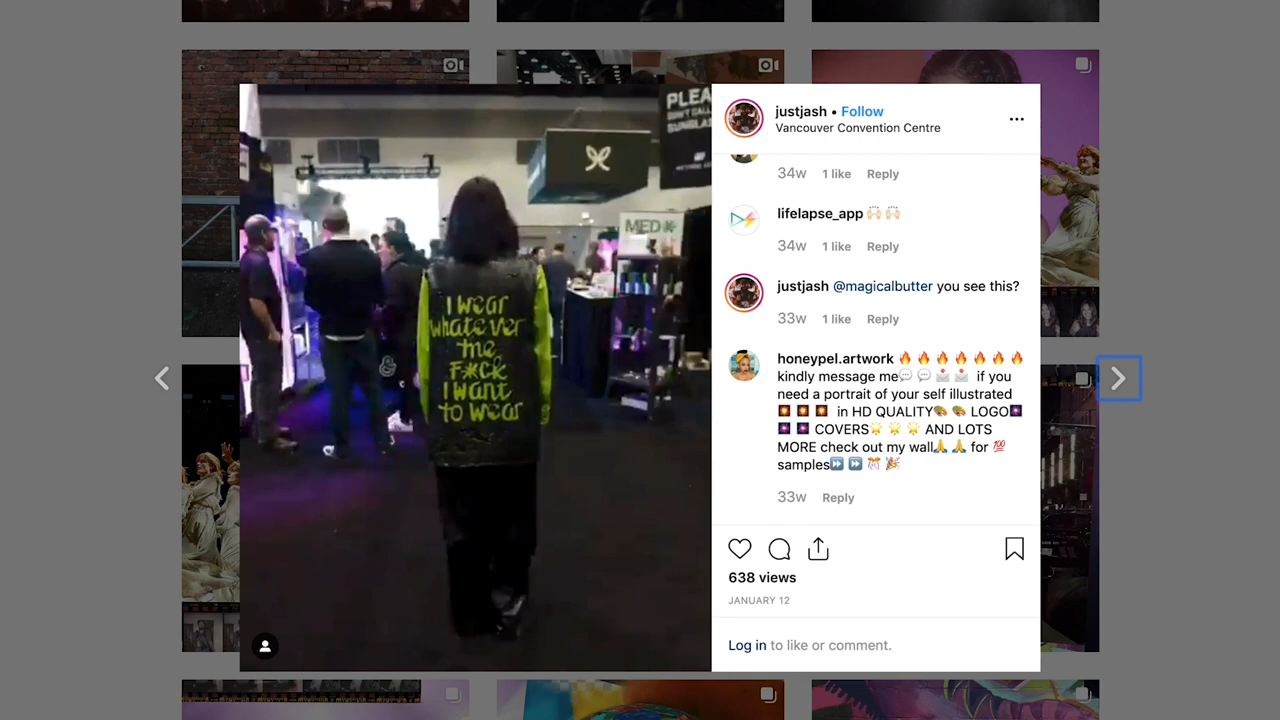 PLEA
MED
I wear
whatever
the
F*ck
I want
to wear
justjash • Follow
Vancouver Convention Centre
34w 1 like Reply
lifelapse_app 🙌🏻 🙌🏻
34w 1 like Reply
justjash @magicalbutter you see this?
33w 1 like Reply
honeypel.artwork 🔥 🔥 🔥 🔥 🔥 🔥 🔥
kindly message me💬 💬 📩 📩 if you
need a portrait of your self illustrated
🎇 🎇 🎇 in HD QUALITY🎨 🎨 LOGO🎆
🎆 🎆 COVERS🌟 🌟 🌟 AND LOTS
MORE check out my wall🙏 🙏 for 💯
samples⏩ ⏩ 🎊 🎉
33w Reply
638 views
JANUARY 12
Log in to like or comment.